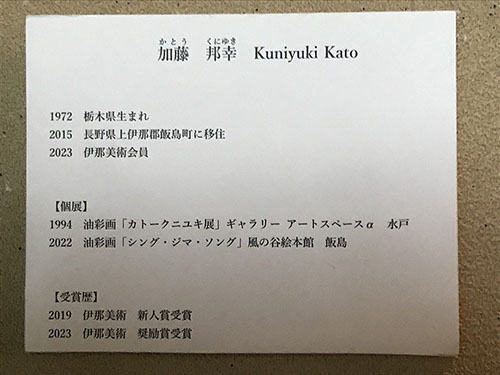 かとう くにゆき
加藤 邦幸 Kuniyuki Kato
1972 栃木県生まれ
2015 長野県上伊那郡飯島町に移住
2023 伊那美術会員
【個展】
1994 油彩画「カトークニユキ展」ギャラリー アートスペースα 水戸
2022 油彩画「シング・ジマ・ソング」風の谷絵本館 飯島
【受賞歴】
2019 伊那美術 新人賞受賞
2023 伊那美術 奨励賞受賞